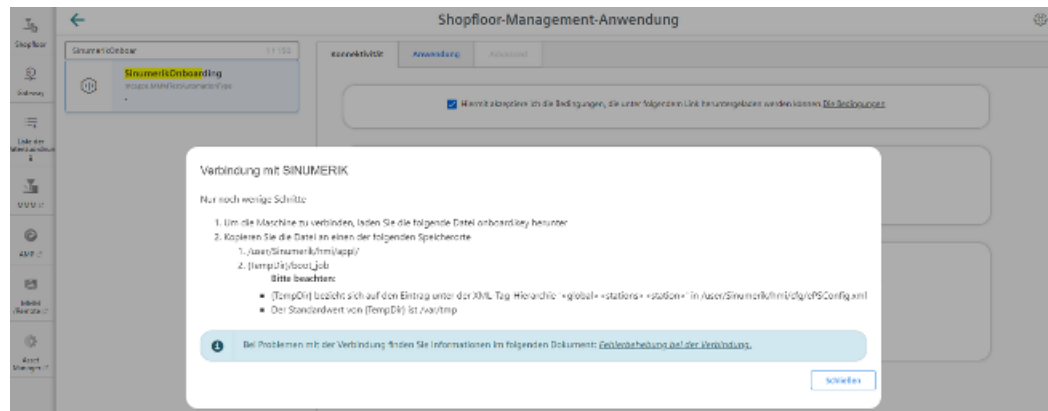 Shopfloor-Management-Anwendung
Shopfloor
Gateway
Liste der
MMM
AMP
MMM
/Remote
Asset
Manager
SinumerikOnboar
SinumerikOnboarding
Konnektivität
Anwendung
Hiermit akzeptiere ich die Bedingungen, die unter folgendem Link heruntergeladen werden können Die Bedingungen
Verbindung mit SINUMERIK
Nur noch wenige Schritte
1. Um die Maschine zu verbinden, laden Sie die folgende Datei onboard.key herunter
2. Kopieren Sie die Datei an einen der folgenden Speicherorte
1. /user/Sinumerik/hmi/appl/
2. {TempDir}/boot_job
Bitte beachten:
▪ {TempDir} bezieht sich auf den Eintrag unter der XML Tag-Hierarchie "<global> <stations> <station>" in /user/Sinumerik/hmi/cfg/ePSConfig.xml
▪ Der Standardwert von {TempDir} ist /var/tmp
Bei Problemen mit der Verbindung finden Sie Informationen im folgenden Dokument: Fehlerbehebung bei der Verbindung.
Schließen